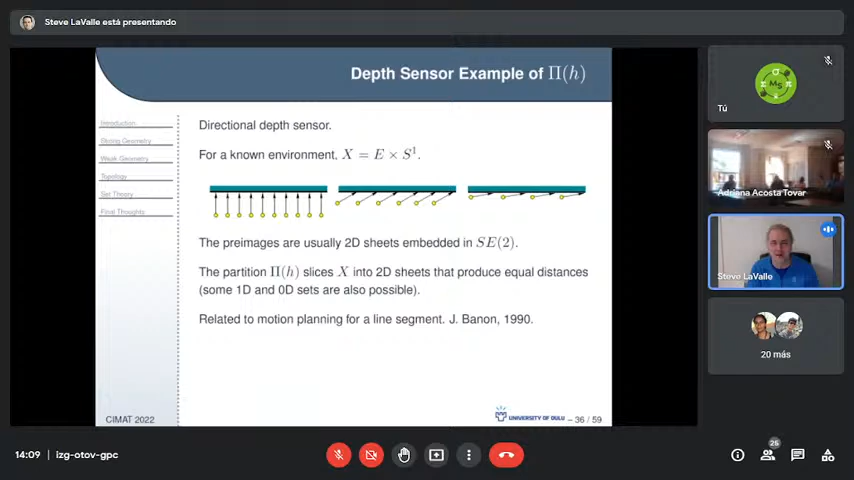 Steve LaValle está presentando
Depth Sensor Example of Π(h)
Introduction
Strong Geometry
Weak Geometry
Topology
Set Theory
Final Thoughts
Directional depth sensor.
For a known environment, X = E × S¹.
The preimages are usually 2D sheets embedded in SE(2).
The partition Π(h) slices X into 2D sheets that produce equal distances
(some 1D and 0D sets are also possible).
Related to motion planning for a line segment. J. Banon, 1990.
CIMAT 2022
UNIVERSITY OF OULU
– 36 / 59
MS
Tú
Adriana Acosta Tovar
Steve LaValle
20 más
14:09 | izg-otov-gpc
25